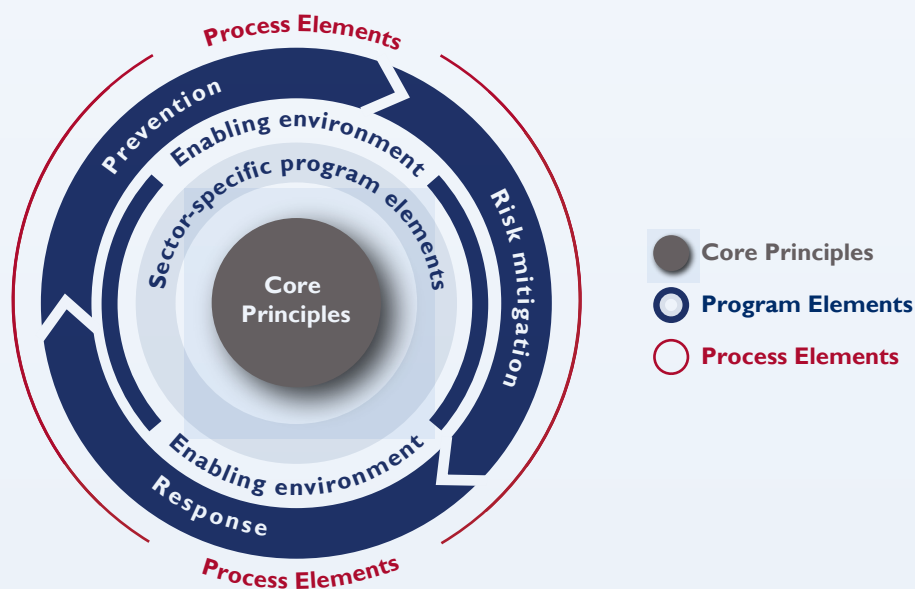 Process Elements
Prevention
Enabling environment
Sector-specific program elements
Risk mitigation
Core
Principles
Enabling environment
Response
Process Elements
Core Principles
Program Elements
Process Elements